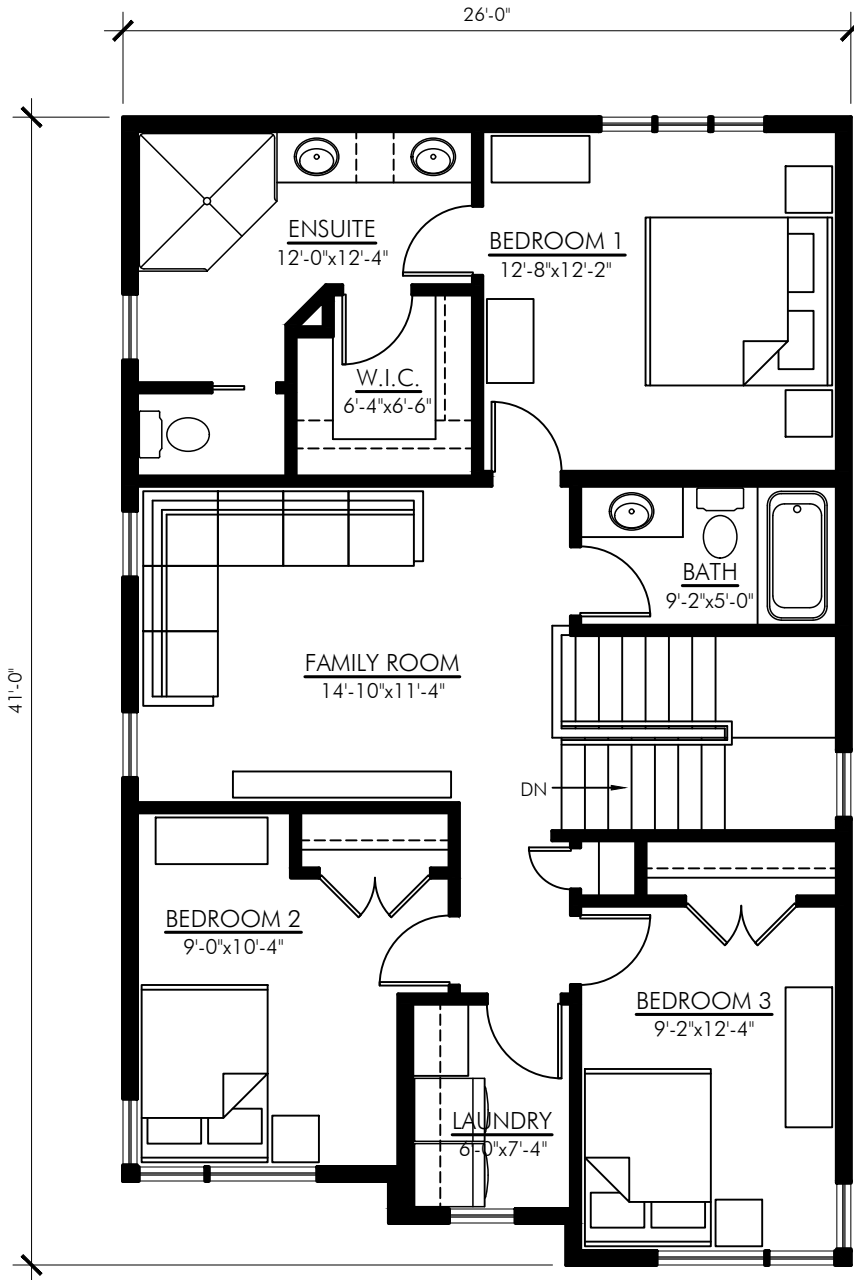 26'-0"
41'-0"
ENSUITE
12'-0"x12'-4"
BEDROOM 1
12'-8"x12'-2"
W.I.C.
6'-4"x6'-6"
BATH
9'-2"x5'-0"
FAMILY ROOM
14'-10"x11'-4"
DN
BEDROOM 2
9'-0"x10'-4"
BEDROOM 3
9'-2"x12'-4"
LAUNDRY
6'-0"x7'-4"